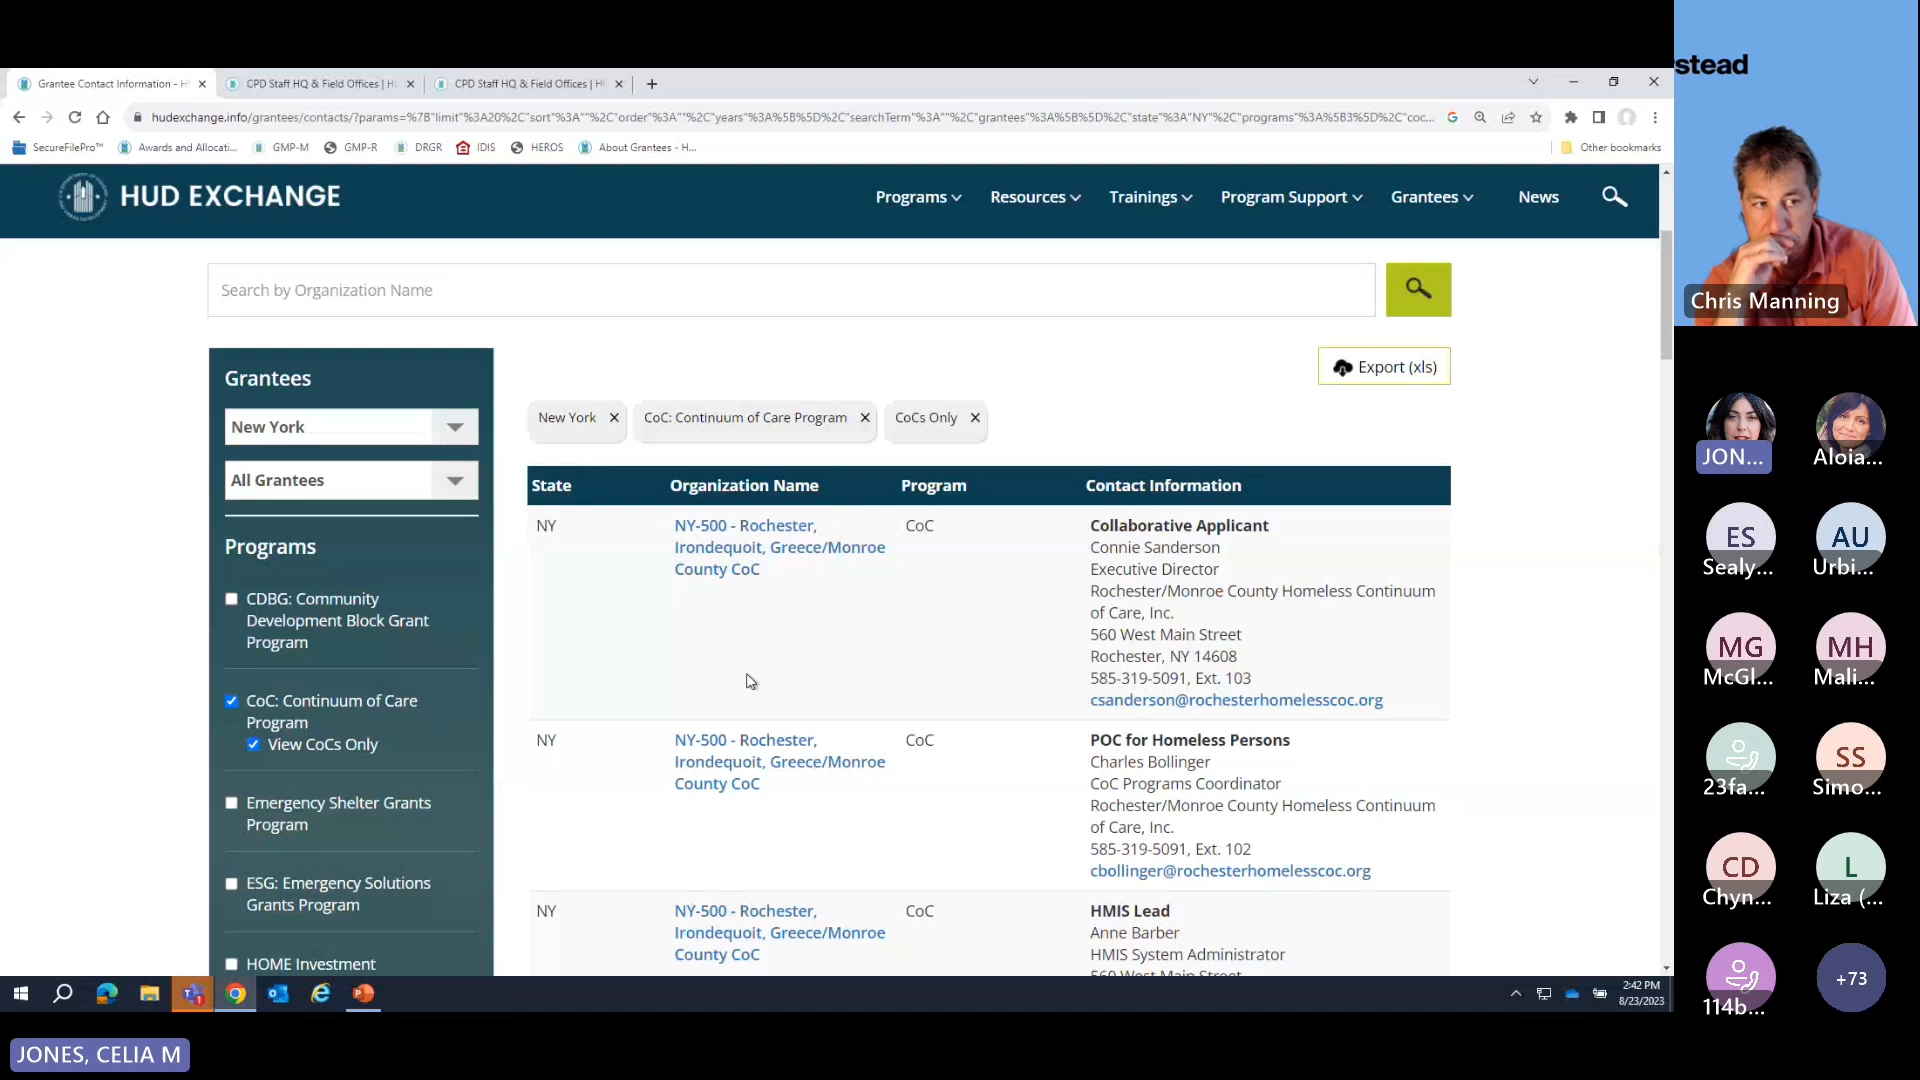 Grantee Contact Information - H
CPD Staff HQ & Field Offices | H
CPD Staff HQ & Field Offices | H
hudexchange.info/grantees/contacts/?params=%7B"limit"%3A20%2C"sort"%3A""%2C"order"%3A""%2C"years"%3A%5B%5D%2C"searchTerm"%3A""%2C"grantees"%3A%5B%5D%2C"state"%3A"NY"%2C"programs"%3A%5B3%5D%2C"coc...
SecureFilePro™
Awards and Allocati...
GMP-M
GMP-R
DRGR
IDIS
HEROS
About Grantees - H...
Other bookmarks
HUD EXCHANGE
Programs
Resources
Trainings
Program Support
Grantees
News
Search by Organization Name
Export (xls)
Grantees
New York
All Grantees
Programs
CDBG: Community
Development Block Grant
Program
CoC: Continuum of Care
Program
View CoCs Only
Emergency Shelter Grants
Program
ESG: Emergency Solutions
Grants Program
HOME Investment
New York ✕
CoC: Continuum of Care Program ✕
CoCs Only ✕
State Organization Name Program Contact Information
NY
NY-500 - Rochester,
Irondequoit, Greece/Monroe
County CoC
CoC
Collaborative Applicant
Connie Sanderson
Executive Director
Rochester/Monroe County Homeless Continuum
of Care, Inc.
560 West Main Street
Rochester, NY 14608
585-319-5091, Ext. 103
csanderson@rochesterhomelesscoc.org
NY
NY-500 - Rochester,
Irondequoit, Greece/Monroe
County CoC
CoC
POC for Homeless Persons
Charles Bollinger
CoC Programs Coordinator
Rochester/Monroe County Homeless Continuum
of Care, Inc.
585-319-5091, Ext. 102
cbollinger@rochesterhomelesscoc.org
NY
NY-500 - Rochester,
Irondequoit, Greece/Monroe
County CoC
CoC
HMIS Lead
Anne Barber
HMIS System Administrator
560 West Main Street
2:42 PM
8/23/2023
JONES, CELIA M
stead
Chris Manning
JON...
Aloia...
ES
Sealy...
AU
Urbi...
MG
McGl...
MH
Mali...
23fa...
SS
Simo...
CD
Chyn...
L
Liza (...
114b...
+73